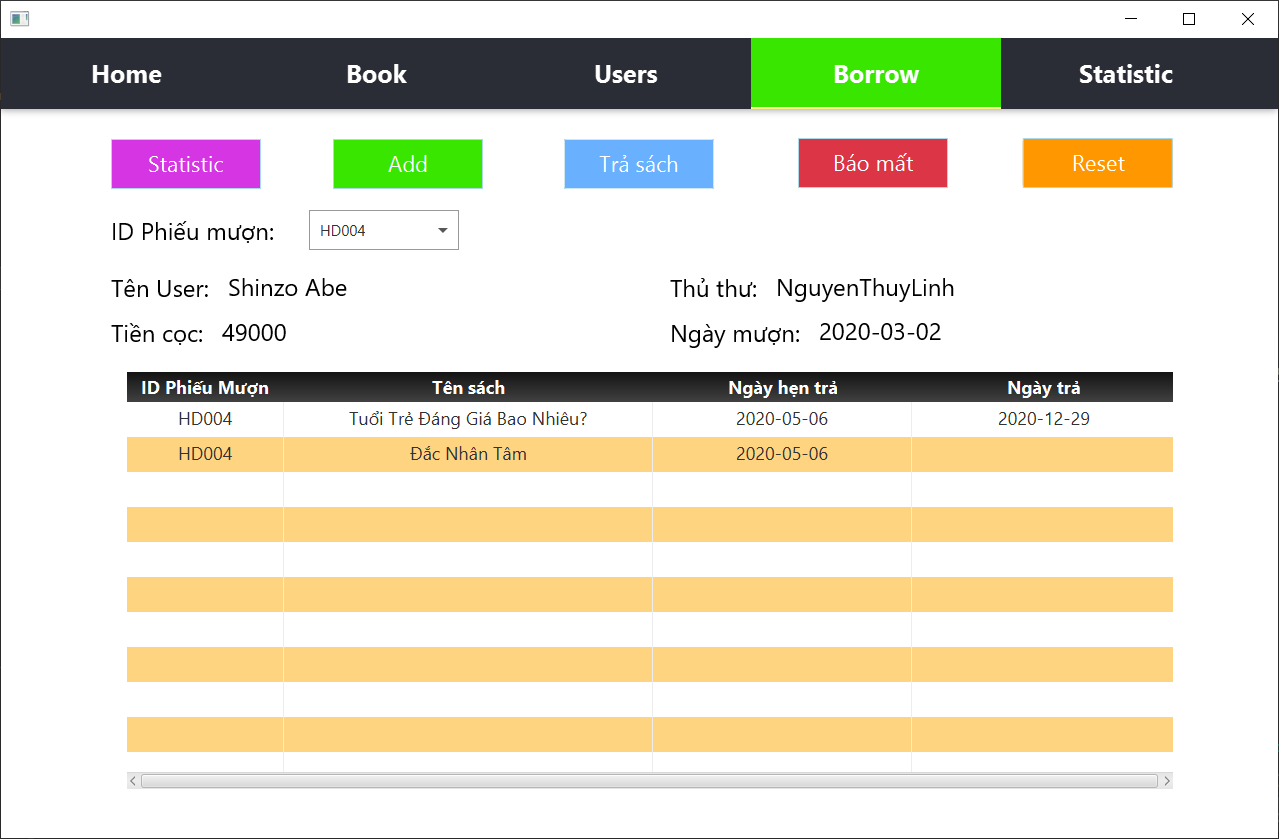 Home Book Users Borrow Statistic
Statistic Add Trả sách Báo mất Reset
ID Phiếu mượn: HD004
Tên User: Shinzo Abe Thủ thư: NguyenThuyLinh
Tiền cọc: 49000 Ngày mượn: 2020-03-02
ID Phiếu Mượn Tên sách Ngày hẹn trả Ngày trả
HD004 Tuổi Trẻ Đáng Giá Bao Nhiêu? 2020-05-06 2020-12-29
HD004 Đắc Nhân Tâm 2020-05-06